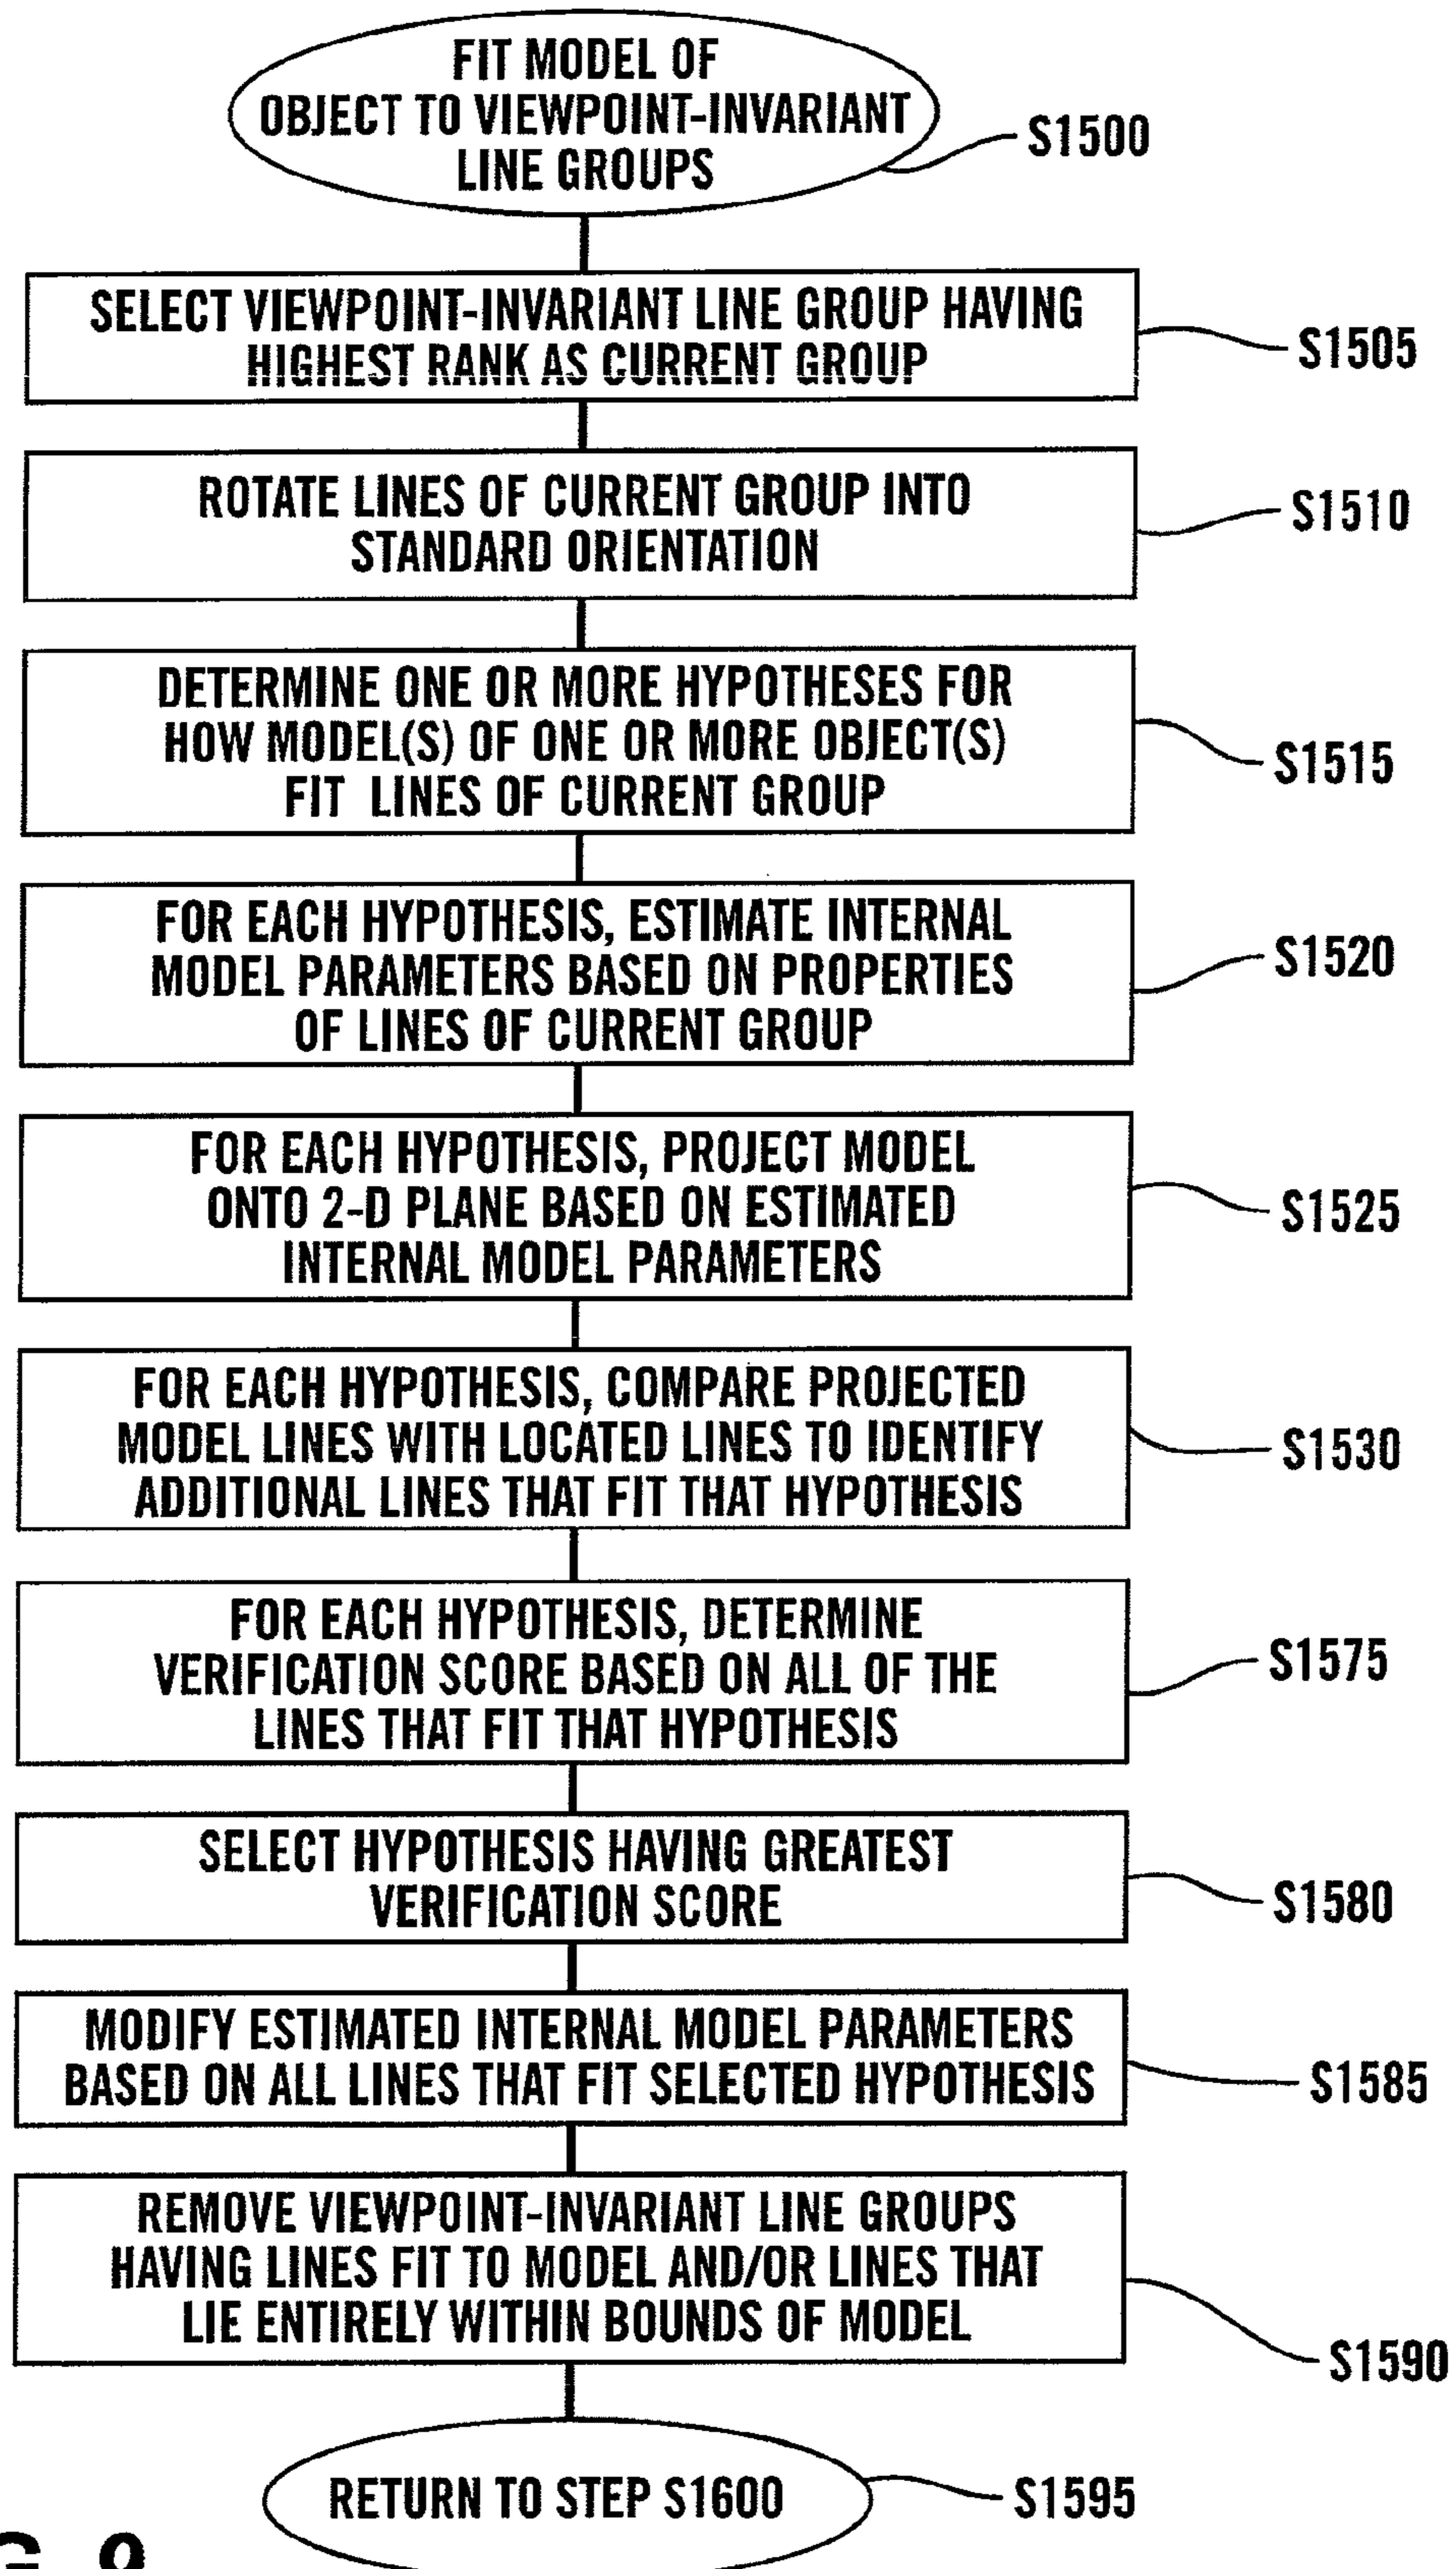 FIT MODEL OF
OBJECT TO VIEWPOINT-INVARIANT
LINE GROUPS
S1500
SELECT VIEWPOINT-INVARIANT LINE GROUP HAVING
HIGHEST RANK AS CURRENT GROUP
S1505
ROTATE LINES OF CURRENT GROUP INTO
STANDARD ORIENTATION
S1510
DETERMINE ONE OR MORE HYPOTHESES FOR
HOW MODEL(S) OF ONE OR MORE OBJECT(S)
FIT LINES OF CURRENT GROUP
S1515
FOR EACH HYPOTHESIS, ESTIMATE INTERNAL
MODEL PARAMETERS BASED ON PROPERTIES
OF LINES OF CURRENT GROUP
S1520
FOR EACH HYPOTHESIS, PROJECT MODEL
ONTO 2-D PLANE BASED ON ESTIMATED
INTERNAL MODEL PARAMETERS
S1525
FOR EACH HYPOTHESIS, COMPARE PROJECTED
MODEL LINES WITH LOCATED LINES TO IDENTIFY
ADDITIONAL LINES THAT FIT THAT HYPOTHESIS
S1530
FOR EACH HYPOTHESIS, DETERMINE
VERIFICATION SCORE BASED ON ALL OF THE
LINES THAT FIT THAT HYPOTHESIS
S1575
SELECT HYPOTHESIS HAVING GREATEST
VERIFICATION SCORE
S1580
MODIFY ESTIMATED INTERNAL MODEL PARAMETERS
BASED ON ALL LINES THAT FIT SELECTED HYPOTHESIS
S1585
REMOVE VIEWPOINT-INVARIANT LINE GROUPS
HAVING LINES FIT TO MODEL AND/OR LINES THAT
LIE ENTIRELY WITHIN BOUNDS OF MODEL
S1590
RETURN TO STEP S1600
S1595